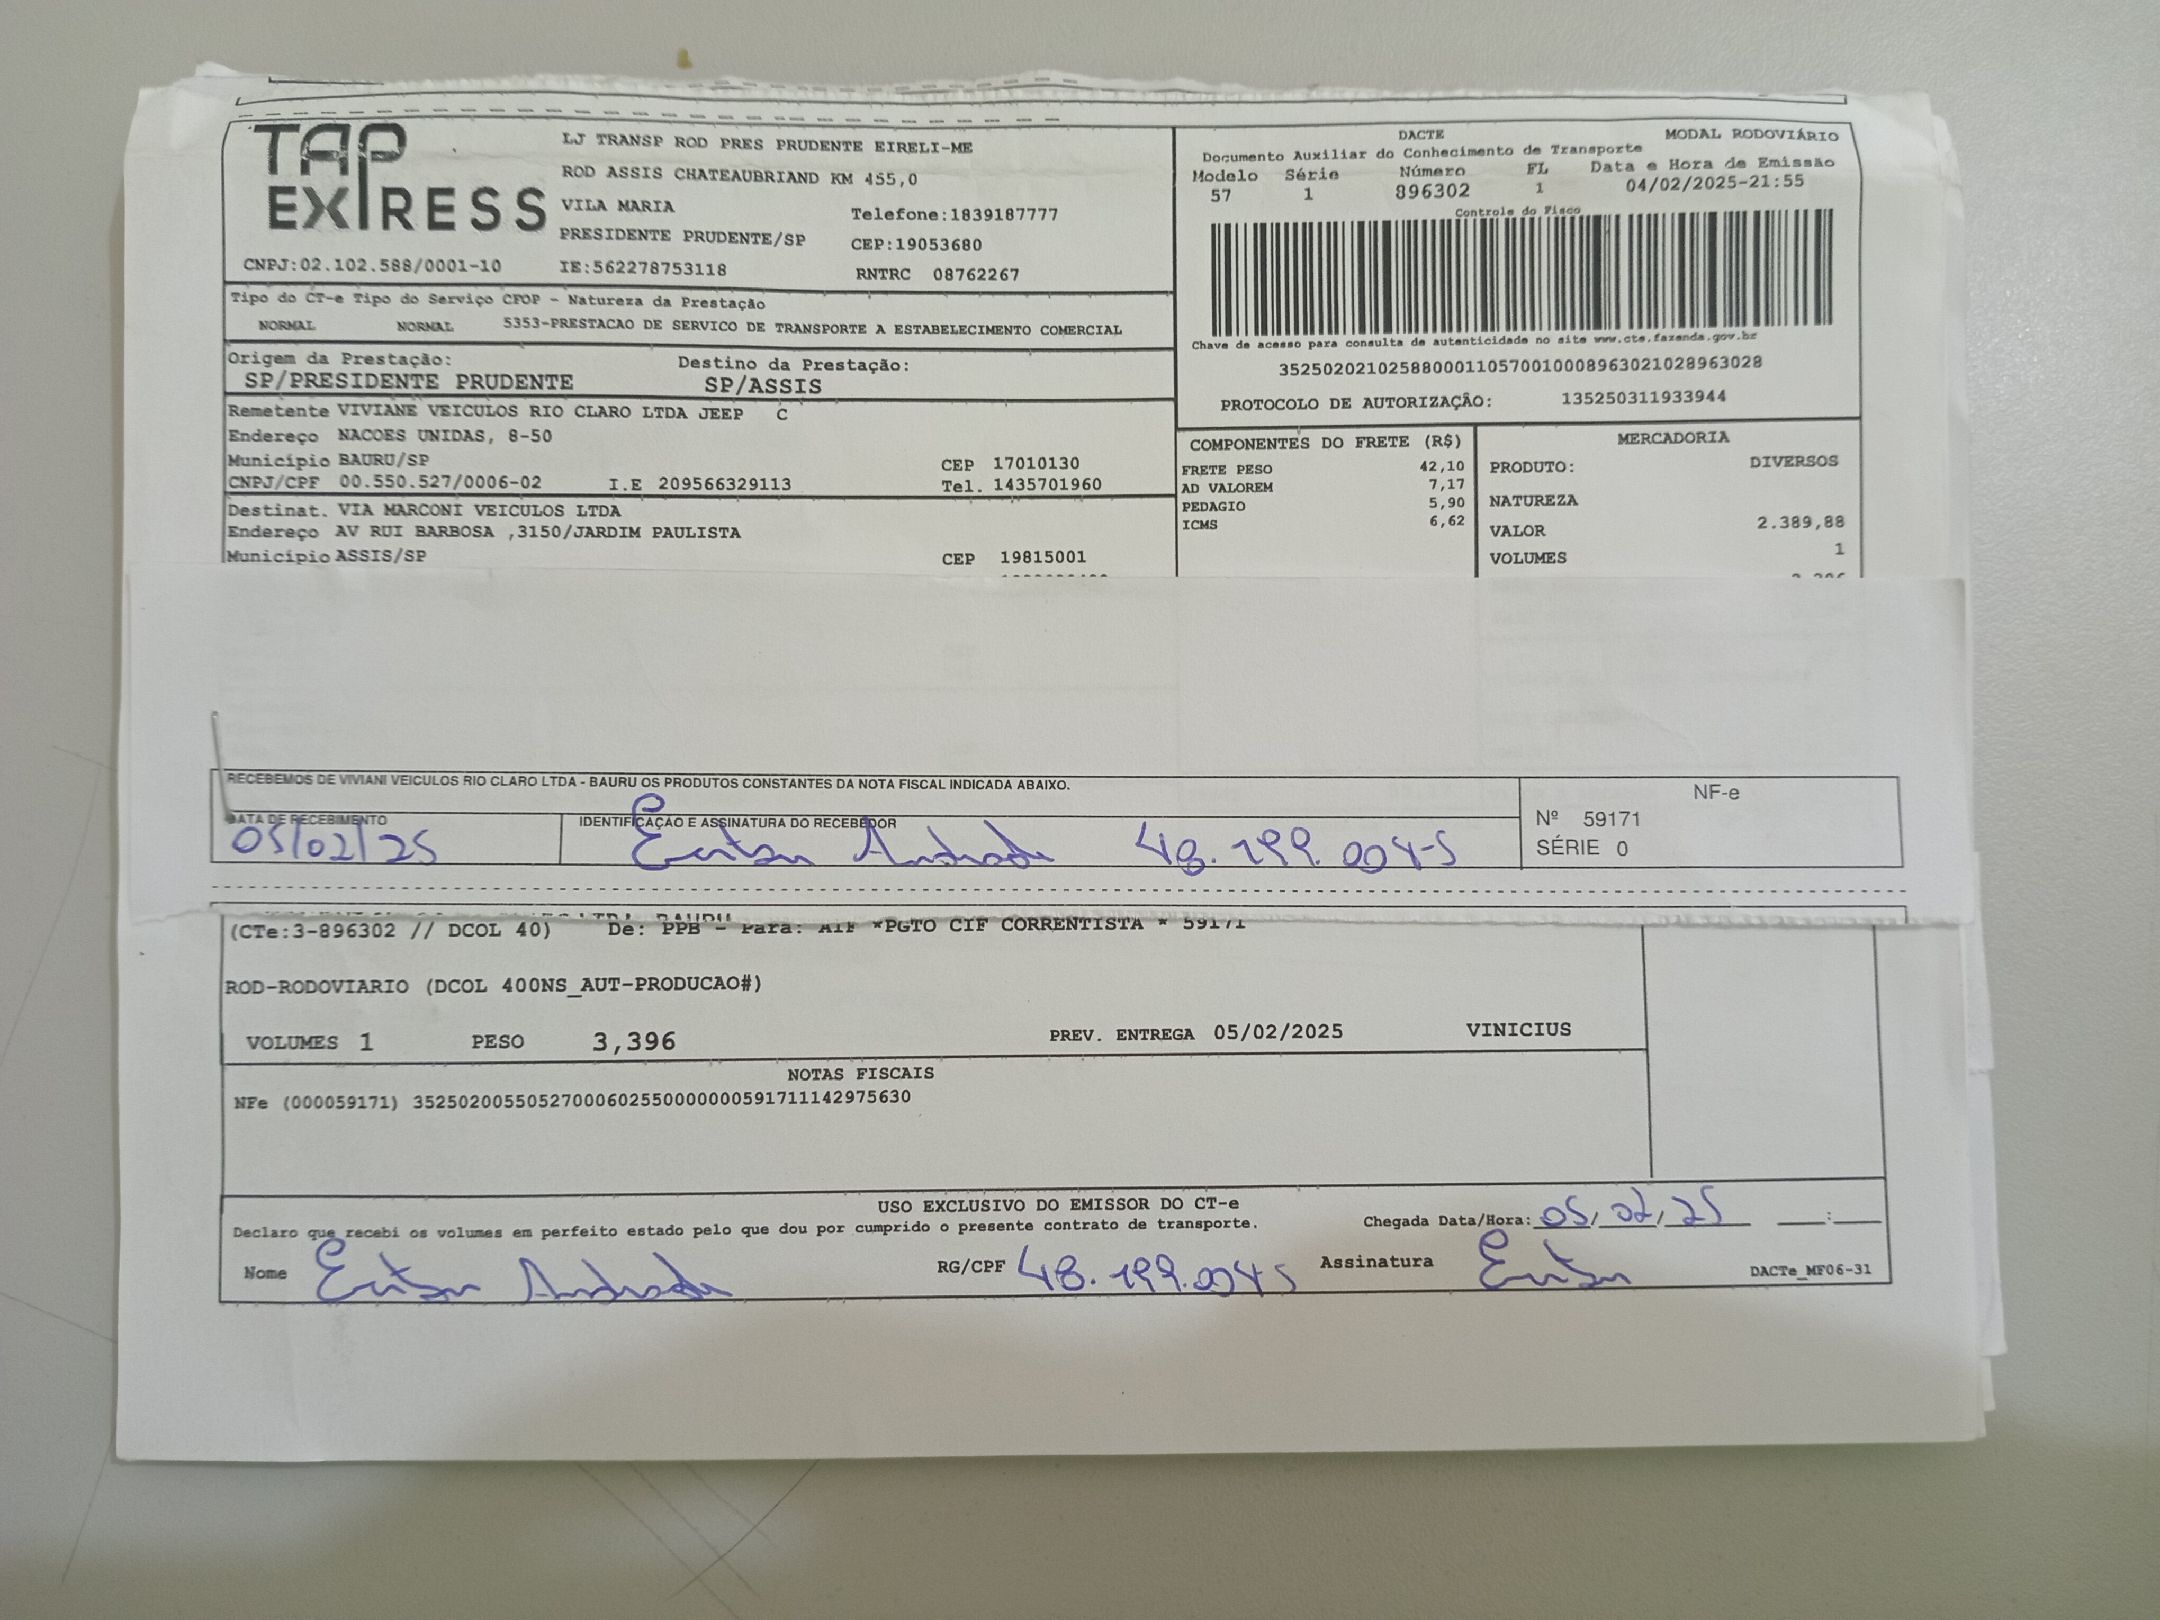 TAP EXPRESS
LJ TRANSP ROD PRES PRUDENTE EIRELI-ME
ROD ASSIS CHATEAUBRIAND KM 455,0
VILA MARIA Telefone:1839187777
PRESIDENTE PRUDENTE/SP CEP:19053680
CNPJ:02.102.588/0001-10 IE:562278753118 RNTRC 08762267
DACTE MODAL RODOVIÁRIO
Documento Auxiliar do Conhecimento de Transporte
Modelo Série Número FL Data e Hora de Emissão
57 1 896302 1 04/02/2025-21:55
Controle do Fisco
Chave de acesso para consulta de autenticidade no site www.cte.fazenda.gov.br
35250202102588000110570010008963021028963028
PROTOCOLO DE AUTORIZAÇÃO: 135250311933944
Tipo do CT-e Tipo do Serviço CFOP - Natureza da Prestação
NORMAL NORMAL 5353-PRESTACAO DE SERVICO DE TRANSPORTE A ESTABELECIMENTO COMERCIAL
Origem da Prestação: Destino da Prestação:
SP/PRESIDENTE PRUDENTE SP/ASSIS
Remetente VIVIANE VEICULOS RIO CLARO LTDA JEEP C
Endereço NACOES UNIDAS, 8-50
Município BAURU/SP CEP 17010130
CNPJ/CPF 00.550.527/0006-02 I.E 209566329113 Tel. 1435701960
Destinat. VIA MARCONI VEICULOS LTDA
Endereço AV RUI BARBOSA ,3150/JARDIM PAULISTA
Município ASSIS/SP CEP 19815001
COMPONENTES DO FRETE (R$)
FRETE PESO 42,10
AD VALOREM 7,17
PEDAGIO 5,90
ICMS 6,62
MERCADORIA
PRODUTO: DIVERSOS
NATUREZA
VALOR 2.389,88
VOLUMES 1
RECEBEMOS DE VIVIANI VEICULOS RIO CLARO LTDA - BAURU OS PRODUTOS CONSTANTES DA NOTA FISCAL INDICADA ABAIXO.
DATA DE RECEBIMENTO IDENTIFICAÇÃO E ASSINATURA DO RECEBEDOR
05/02/25 Andrade 48.199.004-5
NF-e
Nº 59171
SÉRIE 0
(CTe:3-896302 // DCOL 40) De: PPB - Para: *PGTO CIF CORRENTISTA * 59171
ROD-RODOVIARIO (DCOL 400NS_AUT-PRODUCAO#)
VOLUMES 1 PESO 3,396 PREV. ENTREGA 05/02/2025 VINICIUS
NOTAS FISCAIS
NFe (000059171) 35250200550527000602550000000591711142975630
USO EXCLUSIVO DO EMISSOR DO CT-e
Declaro que recebi os volumes em perfeito estado pelo que dou por cumprido o presente contrato de transporte. Chegada Data/Hora: 05/02/25 __:__
Nome Andrade RG/CPF 48.199.004-5 Assinatura DACTe_MF06-31